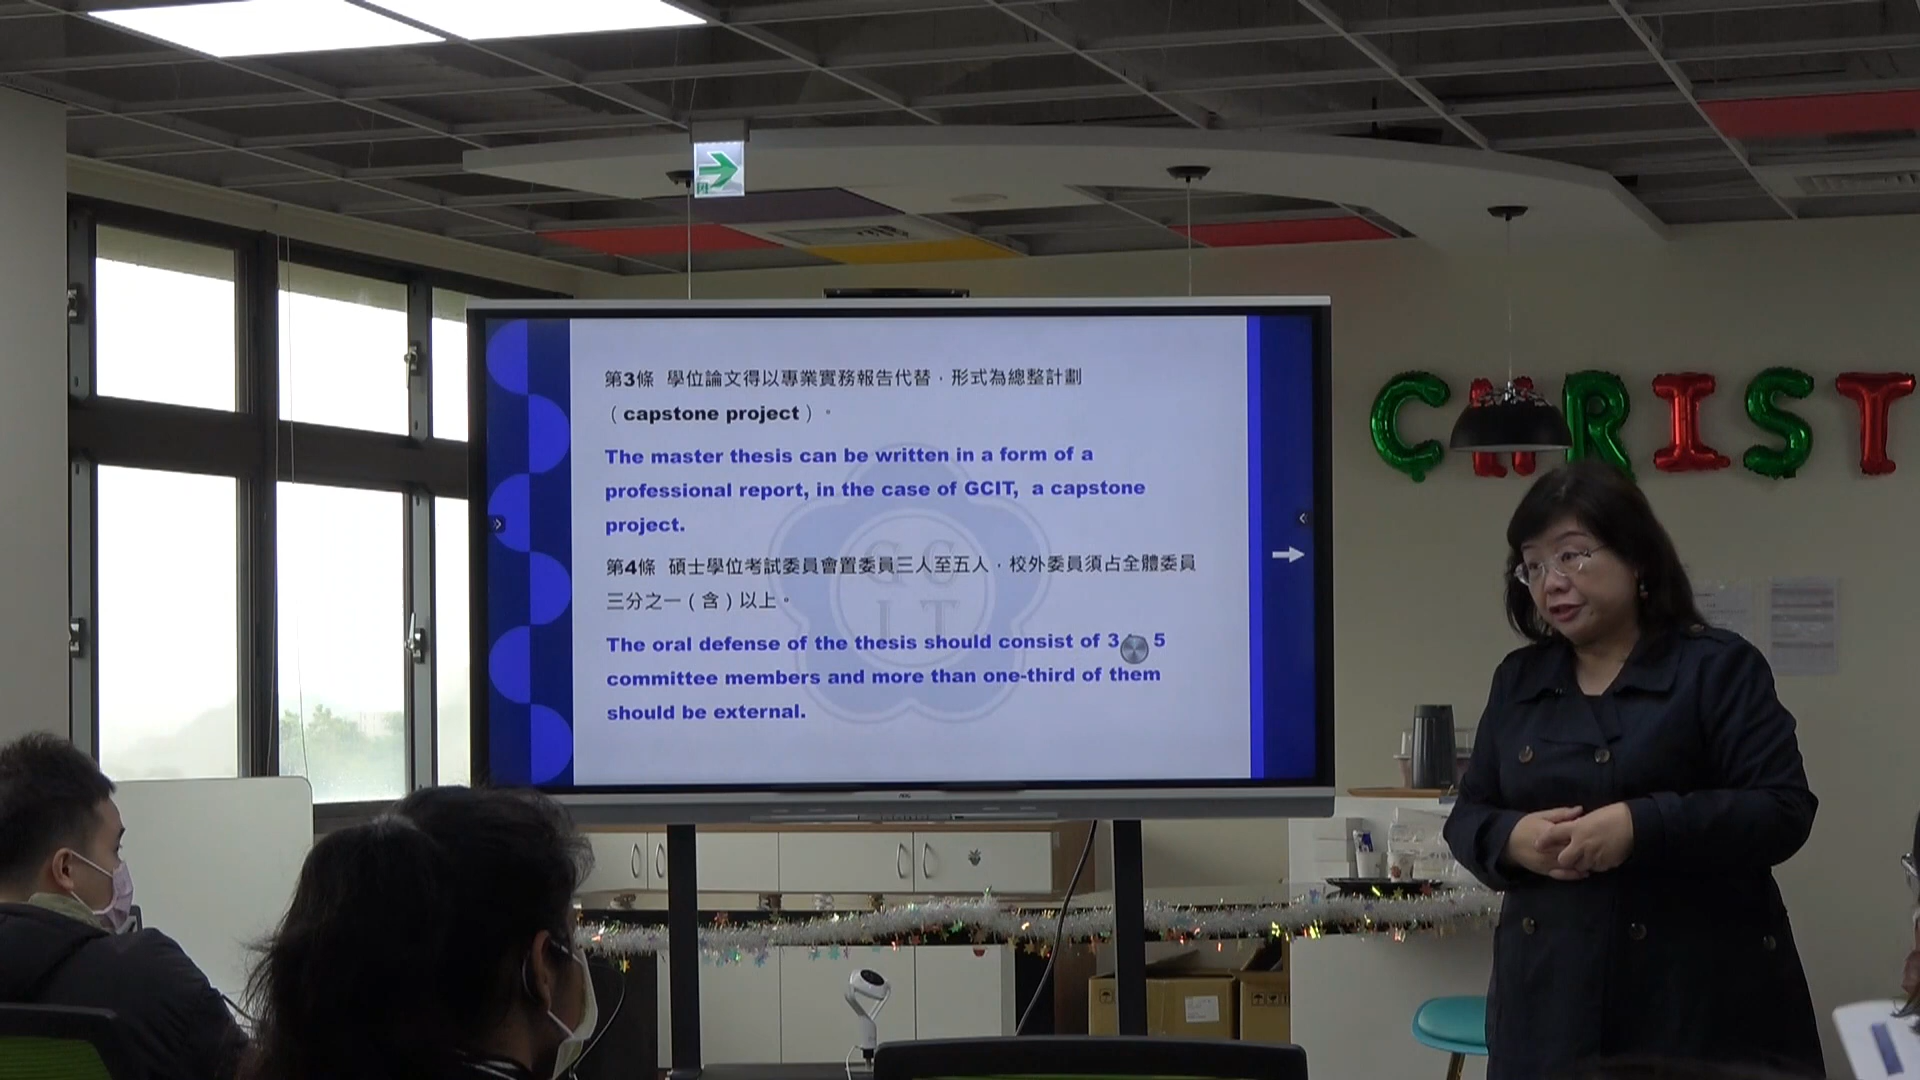 第3條 學位論文得以專業實務報告代替，形式為總整計劃
（capstone project）。
The master thesis can be written in a form of a
professional report, in the case of GCIT, a capstone
project.
第4條 碩士學位考試委員會置委員三人至五人，校外委員須占全體委員
三分之一（含）以上。
The oral defense of the thesis should consist of 3 5
committee members and more than one-third of them
should be external.
GC
IT
CHRIST